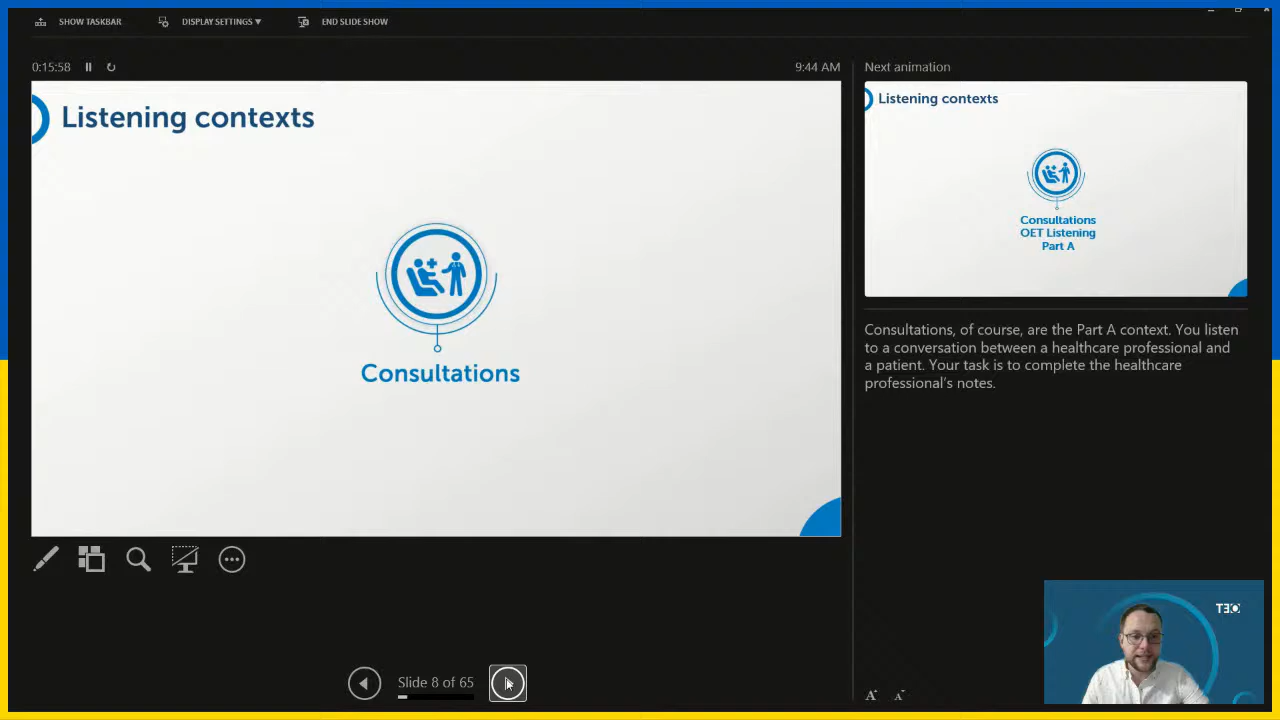 SHOW TASKBAR
DISPLAY SETTINGS ▼
END SLIDE SHOW
0:15:58
9:44 AM
Next animation
Listening contexts
Consultations
Listening contexts
Consultations
OET Listening
Part A
Consultations, of course, are the Part A context. You listen
to a conversation between a healthcare professional and
a patient. Your task is to complete the healthcare
professional's notes.
Slide 8 of 65
A
A
OET